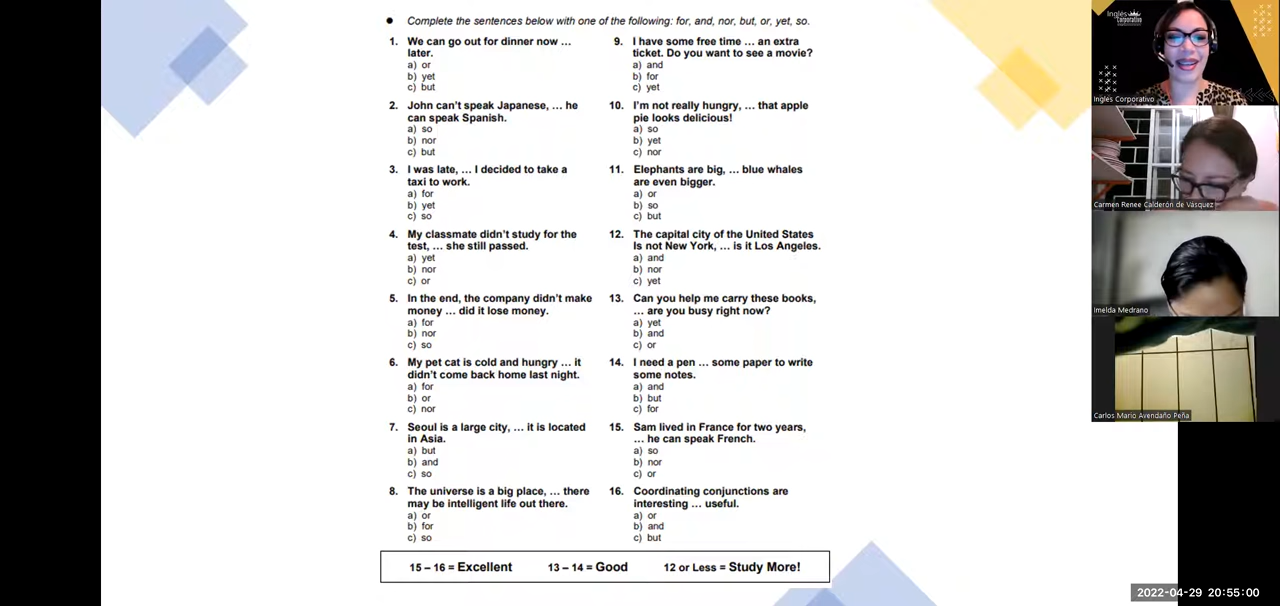 ● Complete the sentences below with one of the following: for, and, nor, but, or, yet, so.
1. We can go out for dinner now ...
later.
a) or
b) yet
c) but
2. John can't speak Japanese, ... he
can speak Spanish.
a) so
b) nor
c) but
3. I was late, ... I decided to take a
taxi to work.
a) for
b) yet
c) so
4. My classmate didn't study for the
test, ... she still passed.
a) yet
b) nor
c) or
5. In the end, the company didn't make
money ... did it lose money.
a) for
b) nor
c) so
6. My pet cat is cold and hungry ... it
didn't come back home last night.
a) for
b) or
c) nor
7. Seoul is a large city, ... it is located
in Asia.
a) but
b) and
c) so
8. The universe is a big place, ... there
may be intelligent life out there.
a) or
b) for
c) so
9. I have some free time ... an extra
ticket. Do you want to see a movie?
a) and
b) for
c) yet
10. I'm not really hungry, ... that apple
pie looks delicious!
a) so
b) yet
c) nor
11. Elephants are big, ... blue whales
are even bigger.
a) or
b) so
c) but
12. The capital city of the United States
Is not New York, ... is it Los Angeles.
a) and
b) nor
c) yet
13. Can you help me carry these books,
... are you busy right now?
a) yet
b) and
c) or
14. I need a pen ... some paper to write
some notes.
a) and
b) but
c) for
15. Sam lived in France for two years,
... he can speak French.
a) so
b) nor
c) or
16. Coordinating conjunctions are
interesting ... useful.
a) or
b) and
c) but
15 – 16 = Excellent 13 – 14 = Good 12 or Less = Study More!
Inglés
Corporativo
Inglés Corporativo
Carmen Renee Calderón de Vásquez
Imelda Medrano
Carlos Mario Avendaño Peña
2022-04-29 20:55:00